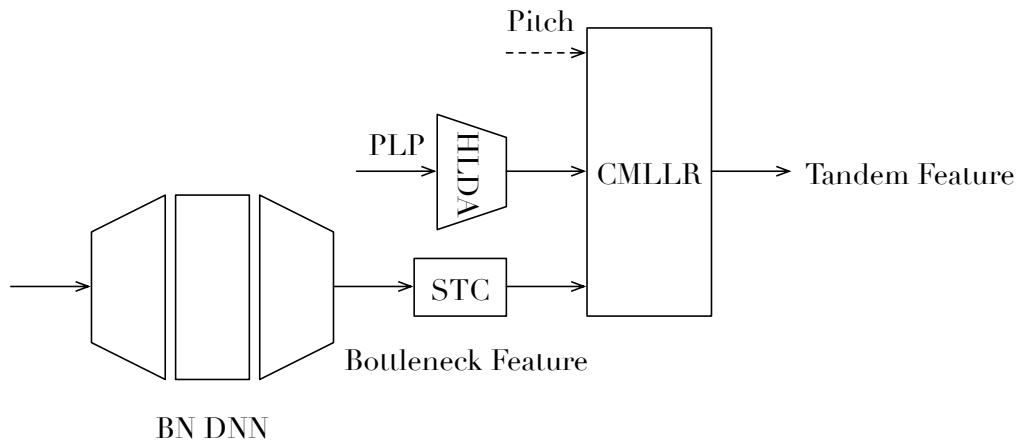 Pitch
PLP
HLDA
CMLLR
Tandem Feature
STC
Bottleneck Feature
BN DNN